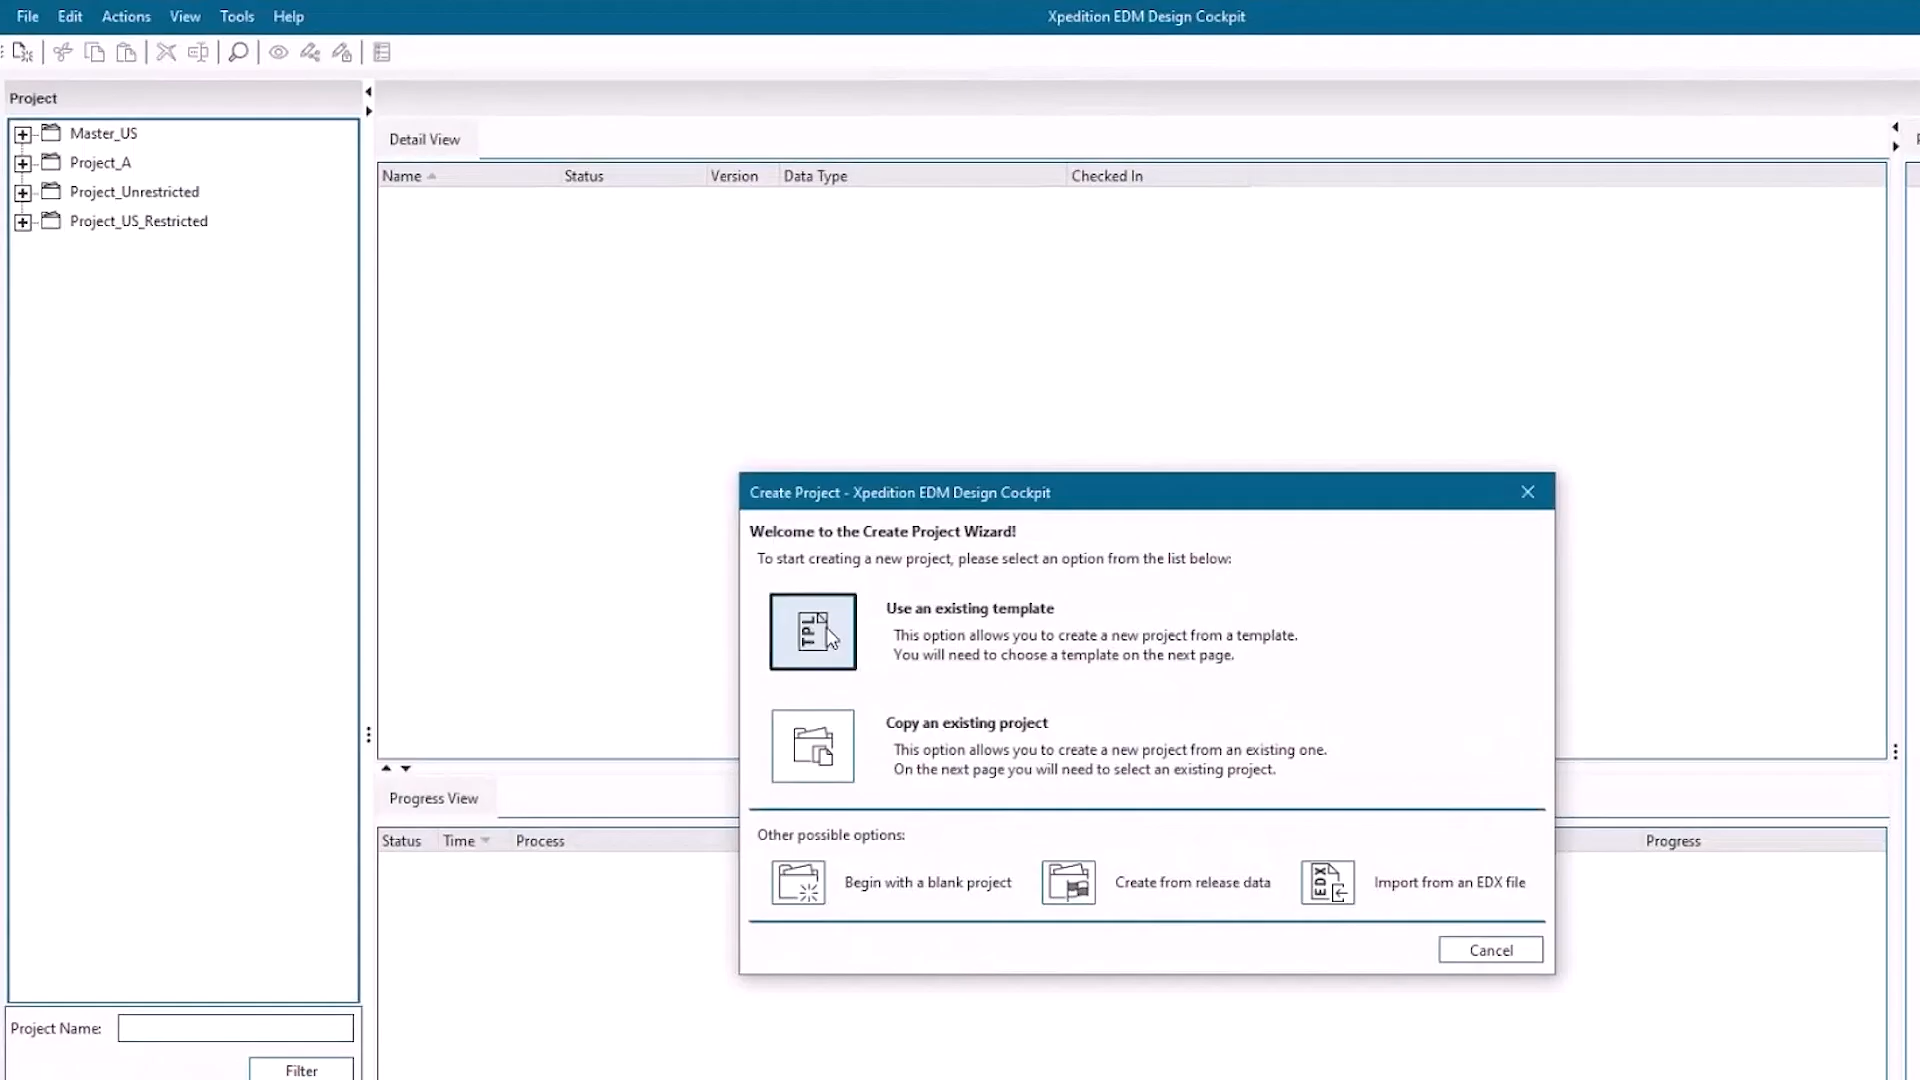 File Edit Actions View Tools Help
Xpedition EDM Design Cockpit
Project
Master_US
Project_A
Project_Unrestricted
Project_US_Restricted
Project Name:
Filter
Detail View
Name Status Version Data Type Checked In
Progress View
Status Time Process Progress
Create Project - Xpedition EDM Design Cockpit
Welcome to the Create Project Wizard!
To start creating a new project, please select an option from the list below:
TPL
Use an existing template
This option allows you to create a new project from a template.
You will need to choose a template on the next page.
Copy an existing project
This option allows you to create a new project from an existing one.
On the next page you will need to select an existing project.
Other possible options:
Begin with a blank project
Create from release data
EDX
Import from an EDX file
Cancel